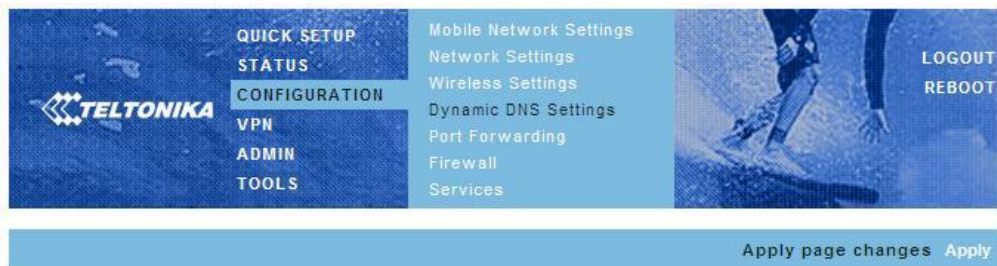 TELTONIKA
QUICK SETUP
STATUS
CONFIGURATION
VPN
ADMIN
TOOLS
Mobile Network Settings
Network Settings
Wireless Settings
Dynamic DNS Settings
Port Forwarding
Firewall
Services
LOGOUT
REBOOT
Apply page changes Apply